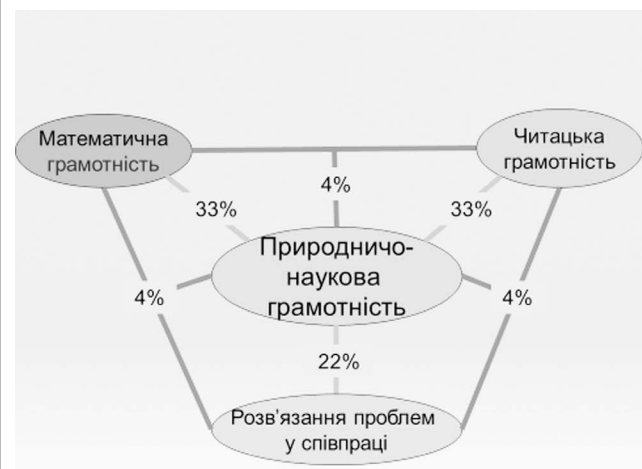 Математична
грамотність
Читацька
грамотність
4%
33%
33%
Природничо-
наукова
грамотність
4%
4%
22%
Розв’язання проблем
у співпраці